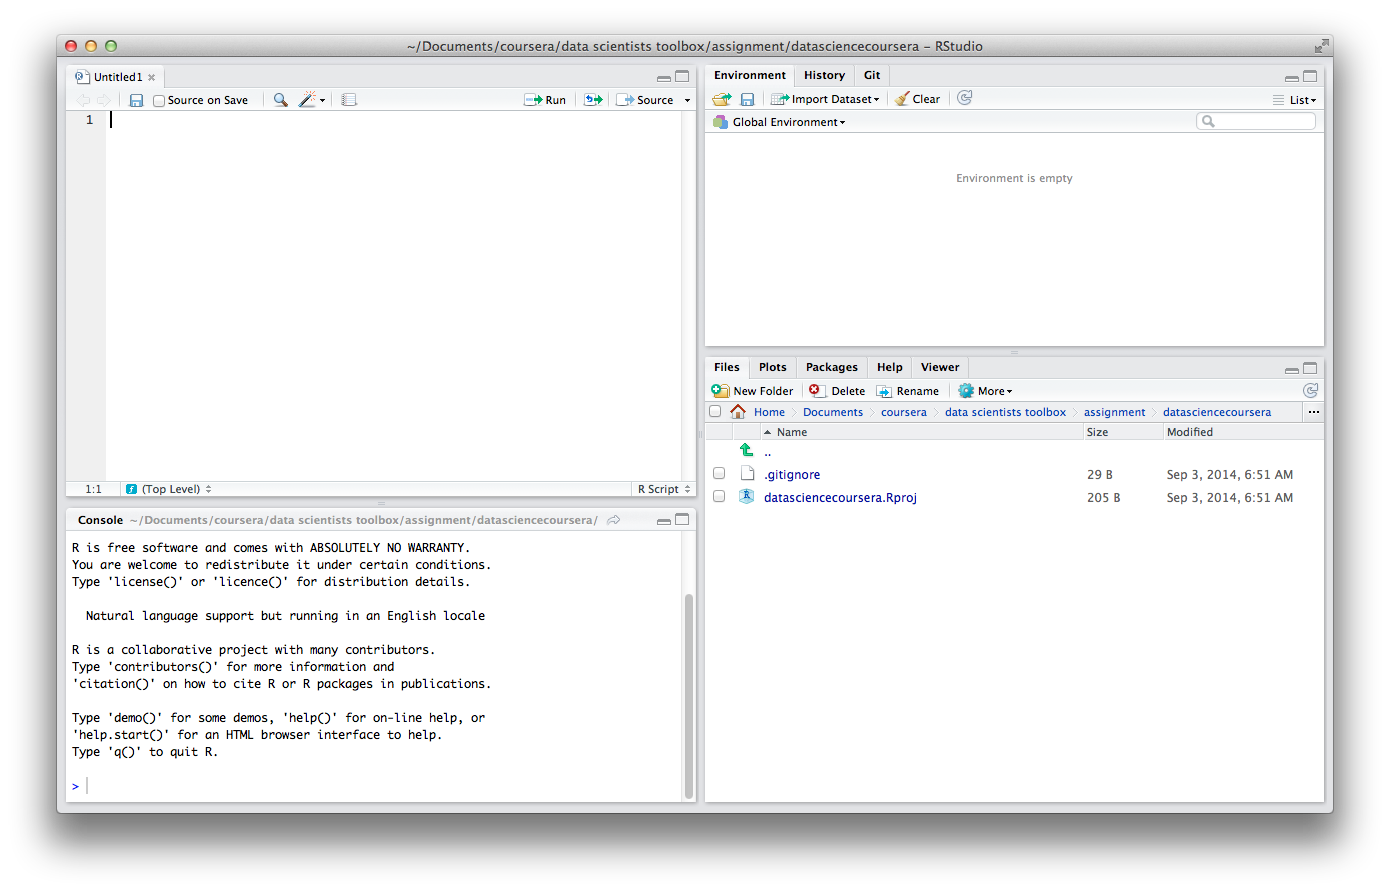 ~/Documents/coursera/data scientists toolbox/assignment/datasciencecoursera – RStudio
Untitled1
Source on Save
Run
Source
1
1:1
(Top Level)
R Script
Console ~/Documents/coursera/data scientists toolbox/assignment/datasciencecoursera/
R is free software and comes with ABSOLUTELY NO WARRANTY.
You are welcome to redistribute it under certain conditions.
Type 'license()' or 'licence()' for distribution details.
Natural language support but running in an English locale
R is a collaborative project with many contributors.
Type 'contributors()' for more information and
'citation()' on how to cite R or R packages in publications.
Type 'demo()' for some demos, 'help()' for on-line help, or
'help.start()' for an HTML browser interface to help.
Type 'q()' to quit R.
>
Environment History Git
Import Dataset Clear List
Global Environment
Environment is empty
Files Plots Packages Help Viewer
New Folder Delete Rename More
Home Documents coursera data scientists toolbox assignment datasciencecoursera ...
Name Size Modified
..
.gitignore 29 B Sep 3, 2014, 6:51 AM
datasciencecoursera.Rproj 205 B Sep 3, 2014, 6:51 AM